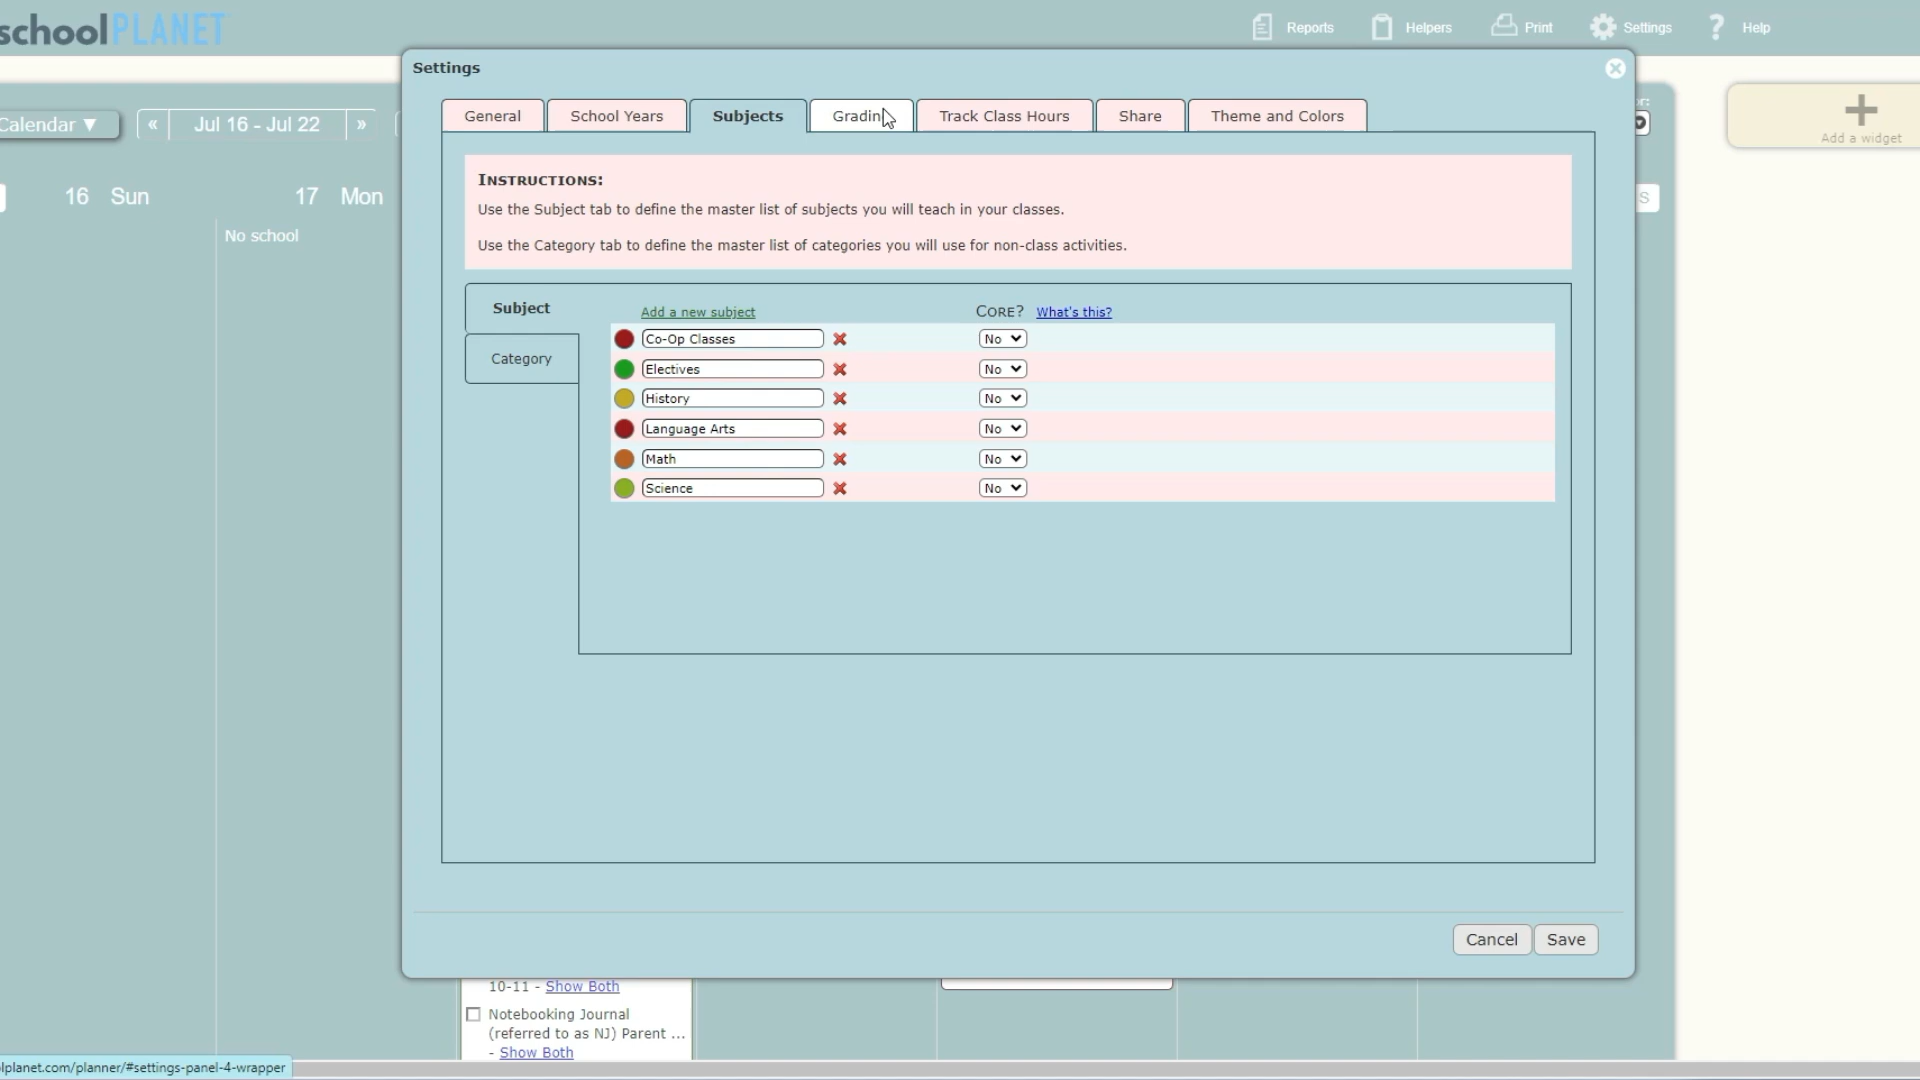 schoolPLANET
Reports
Helpers
Print
Settings
? Help
Settings
General
School Years
Subjects
Grading
Track Class Hours
Share
Theme and Colors
Calendar ▼
«
Jul 16 - Jul 22
»
Add a widget
16 Sun
17 Mon
S
No school
INSTRUCTIONS:
Use the Subject tab to define the master list of subjects you will teach in your classes.
Use the Category tab to define the master list of categories you will use for non-class activities.
Subject
Category
Add a new subject
CORE? What's this?
Co-Op Classes No
Electives No
History No
Language Arts No
Math No
Science No
Cancel
Save
10-11 - Show Both
Notebooking Journal
(referred to as NJ) Parent ...
- Show Both
lplanet.com/planner/#settings-panel-4-wrapper